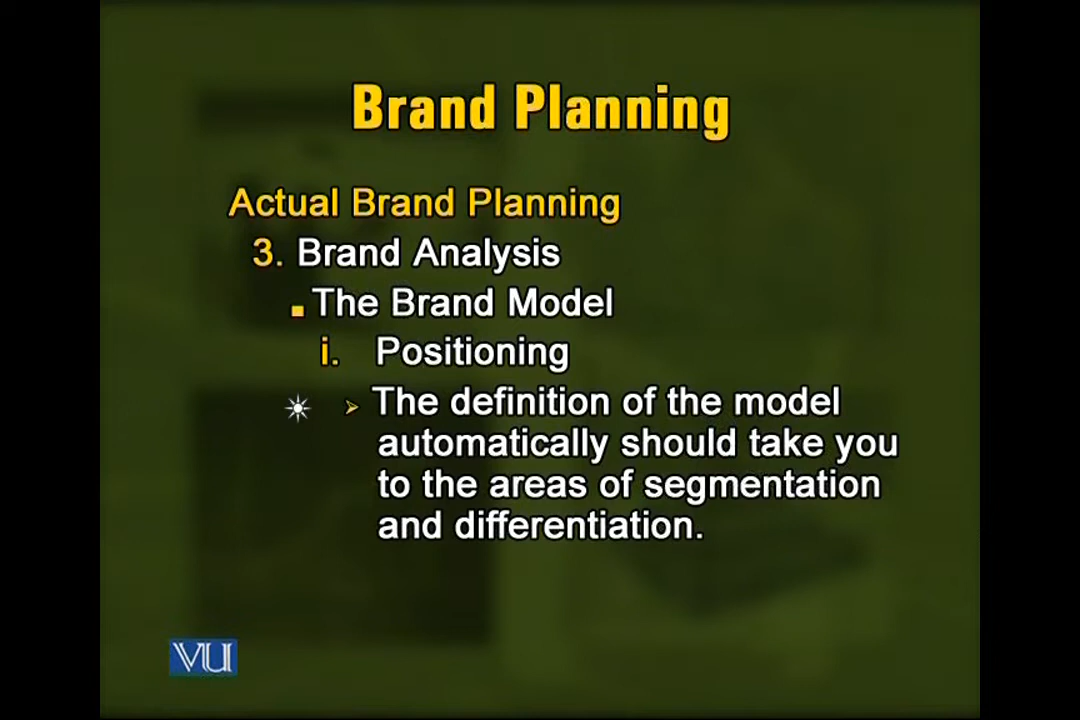 Brand Planning
Actual Brand Planning
3. Brand Analysis
The Brand Model
i. Positioning
The definition of the model
automatically should take you
to the areas of segmentation
and differentiation.
VU